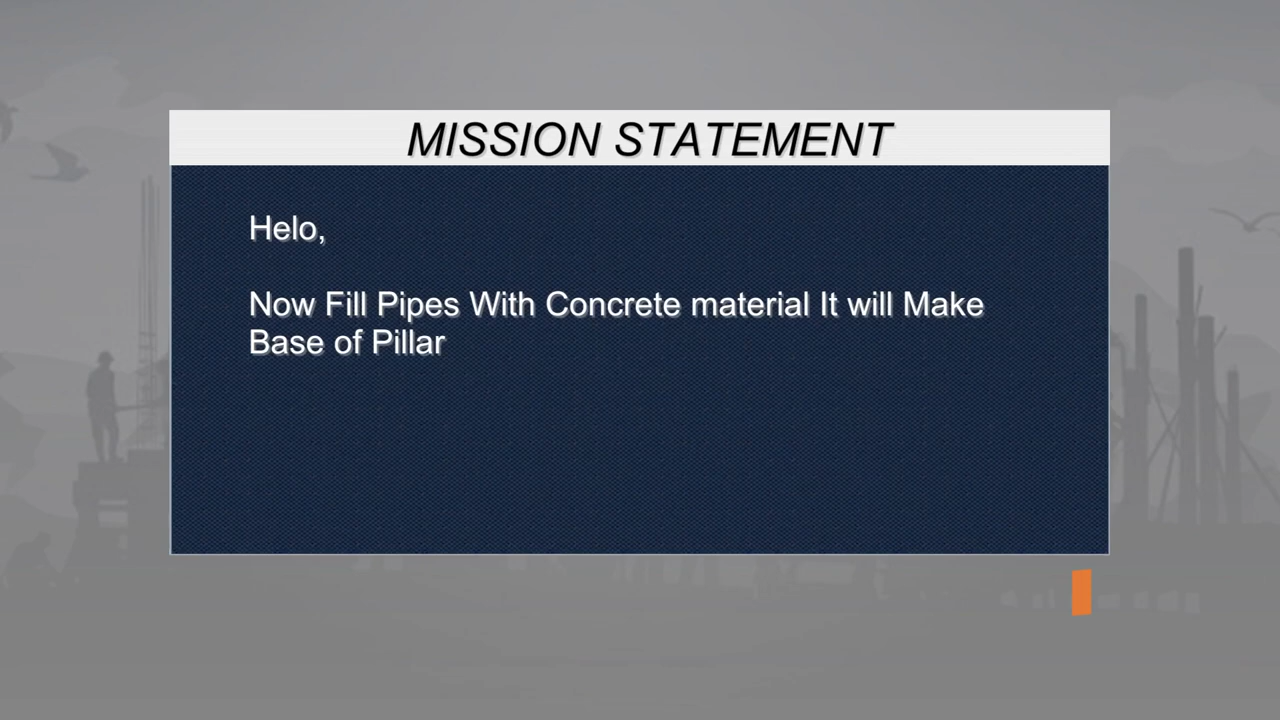 MISSION STATEMENT
Helo,
Now Fill Pipes With Concrete material It will Make
Base of Pillar